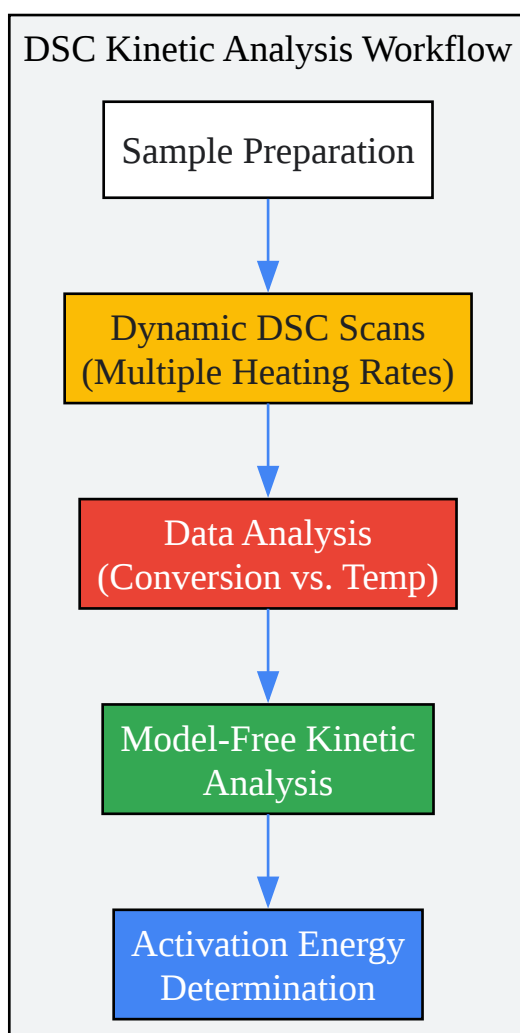 DSC Kinetic Analysis Workflow
Sample Preparation
Dynamic DSC Scans
(Multiple Heating Rates)
Data Analysis
(Conversion vs. Temp)
Model-Free Kinetic
Analysis
Activation Energy
Determination